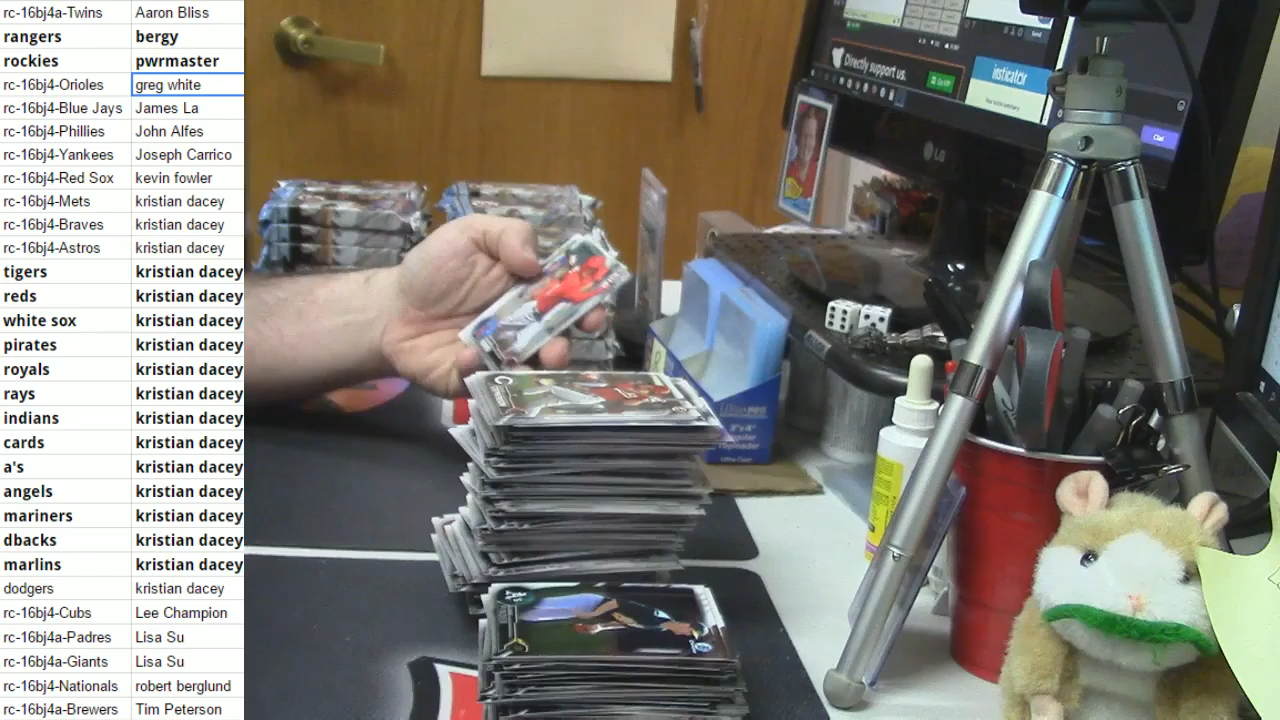 rc-16bj4a-Twins Aaron Bliss
rangers bergy
rockies pwrmaster
rc-16bj4-Orioles greg white
rc-16bj4-Blue Jays James La
rc-16bj4-Phillies John Alfes
rc-16bj4-Yankees Joseph Carrico
rc-16bj4-Red Sox kevin fowler
rc-16bj4-Mets kristian dacey
rc-16bj4-Braves kristian dacey
rc-16bj4-Astros kristian dacey
tigers kristian dacey
reds kristian dacey
white sox kristian dacey
pirates kristian dacey
royals kristian dacey
rays kristian dacey
indians kristian dacey
cards kristian dacey
a's kristian dacey
angels kristian dacey
mariners kristian dacey
dbacks kristian dacey
marlins kristian dacey
dodgers kristian dacey
rc-16bj4-Cubs Lee Champion
rc-16bj4a-Padres Lisa Su
rc-16bj4a-Giants Lisa Su
rc-16bj4-Nationals robert berglund
rc-16bj4a-Brewers Tim Peterson
Directly support us.
insticator
LG
3"x4"